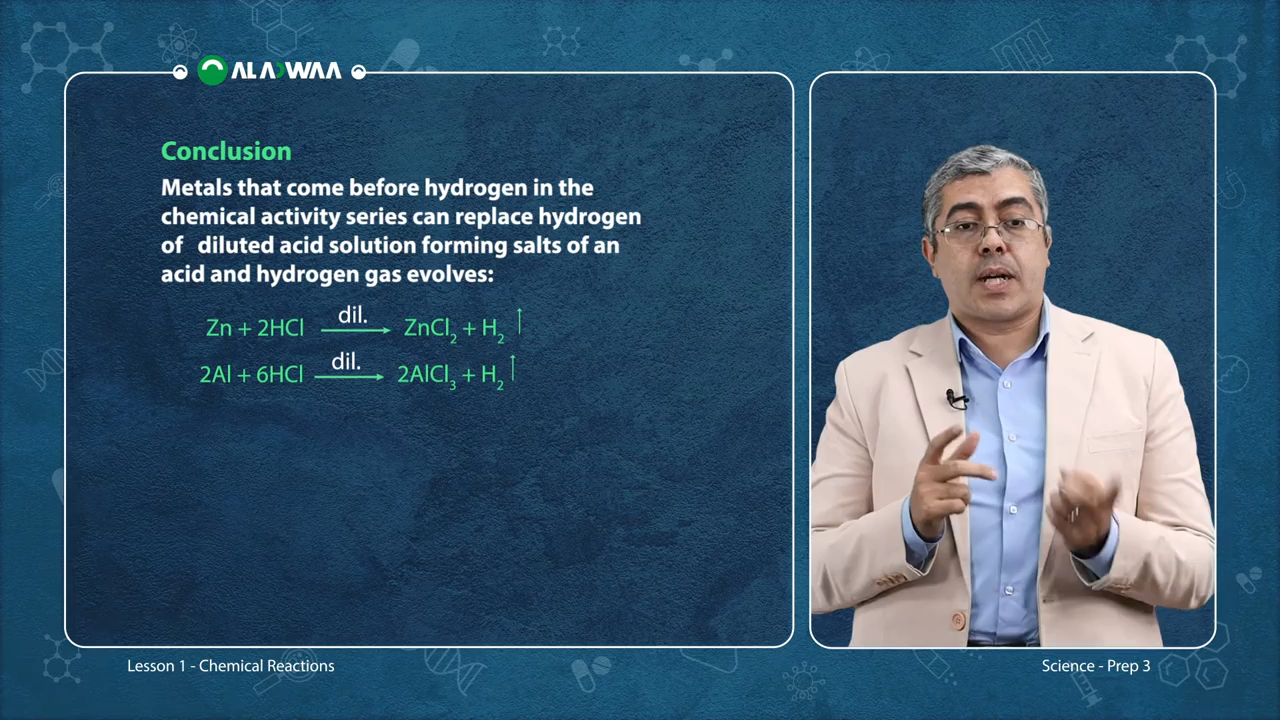 ALADWAA
Conclusion
Metals that come before hydrogen in the
chemical activity series can replace hydrogen
of diluted acid solution forming salts of an
acid and hydrogen gas evolves:
Zn + 2HCl dil. → ZnCl₂ + H₂ ↑
2Al + 6HCl dil. → 2AlCl₃ + H₂ ↑
Lesson 1 - Chemical Reactions
Science - Prep 3